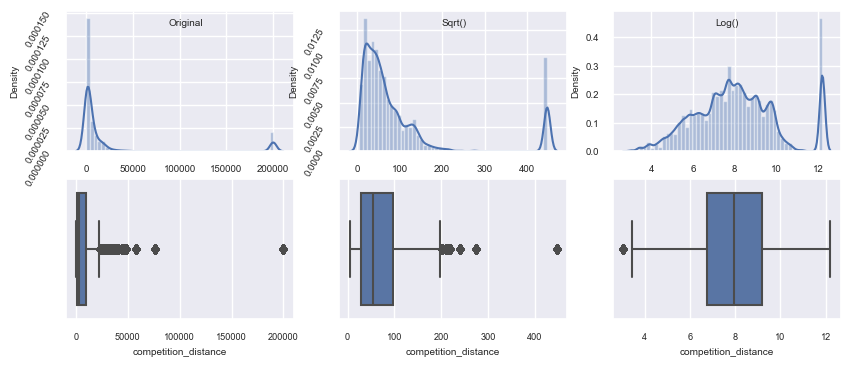 Original
Density
0.000150
0.000125
0.000100
0.000075
0.000050
0.000025
0.000000
0 50000 100000 150000 200000
Sqrt()
Density
0.0125
0.0100
0.0075
0.0050
0.0025
0.0000
0 100 200 300 400
Log()
Density
0.4
0.3
0.2
0.1
0.0
4 6 8 10 12
0 50000 100000 150000 200000
competition_distance
0 100 200 300 400
competition_distance
4 6 8 10 12
competition_distance